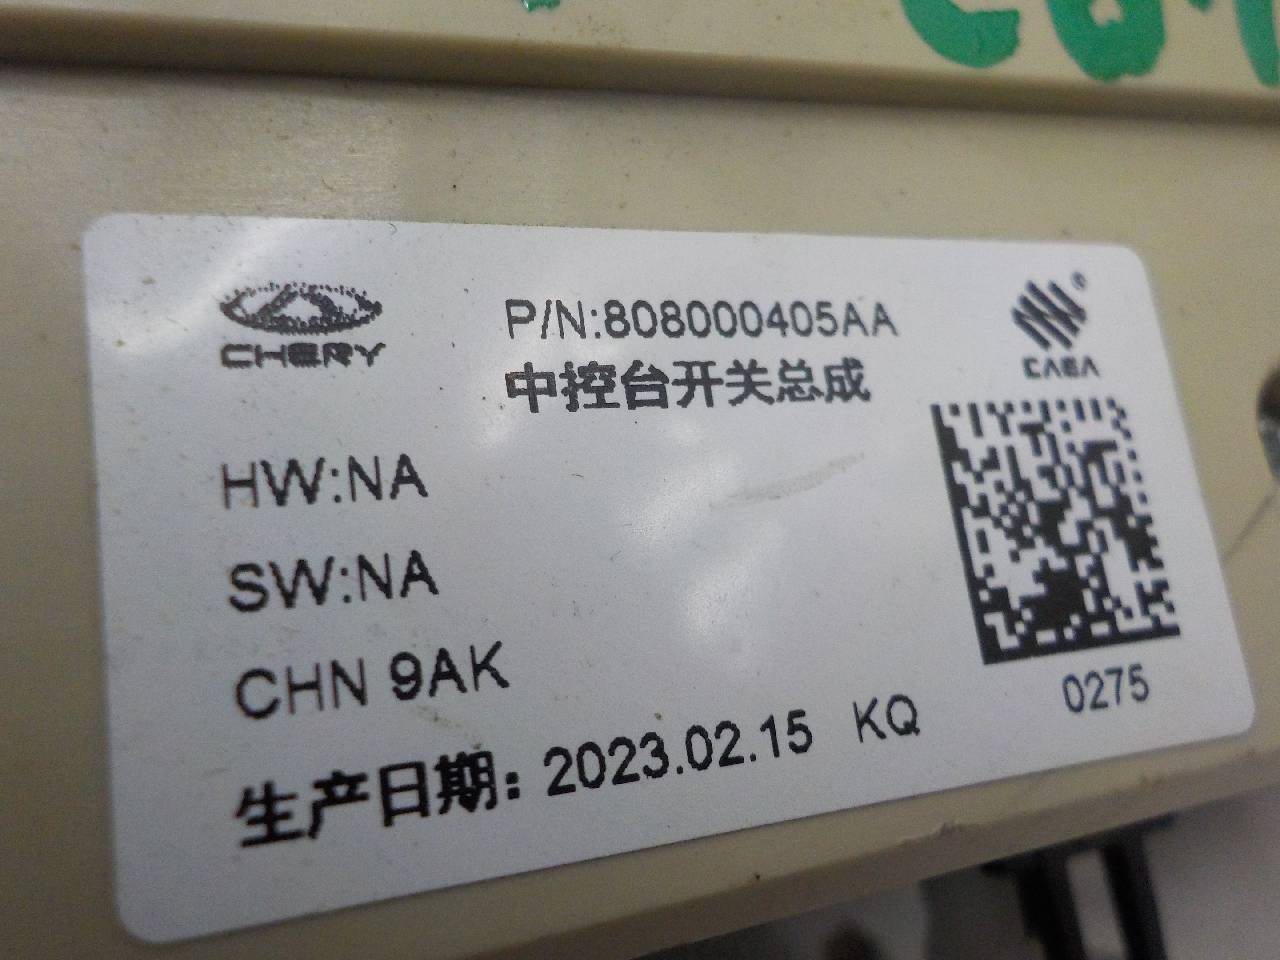 CHERY
P/N:808000405AA
中控台开关总成
CAEA
HW:NA
SW:NA
CHN 9AK
0275
生产日期: 2023.02.15 KQ